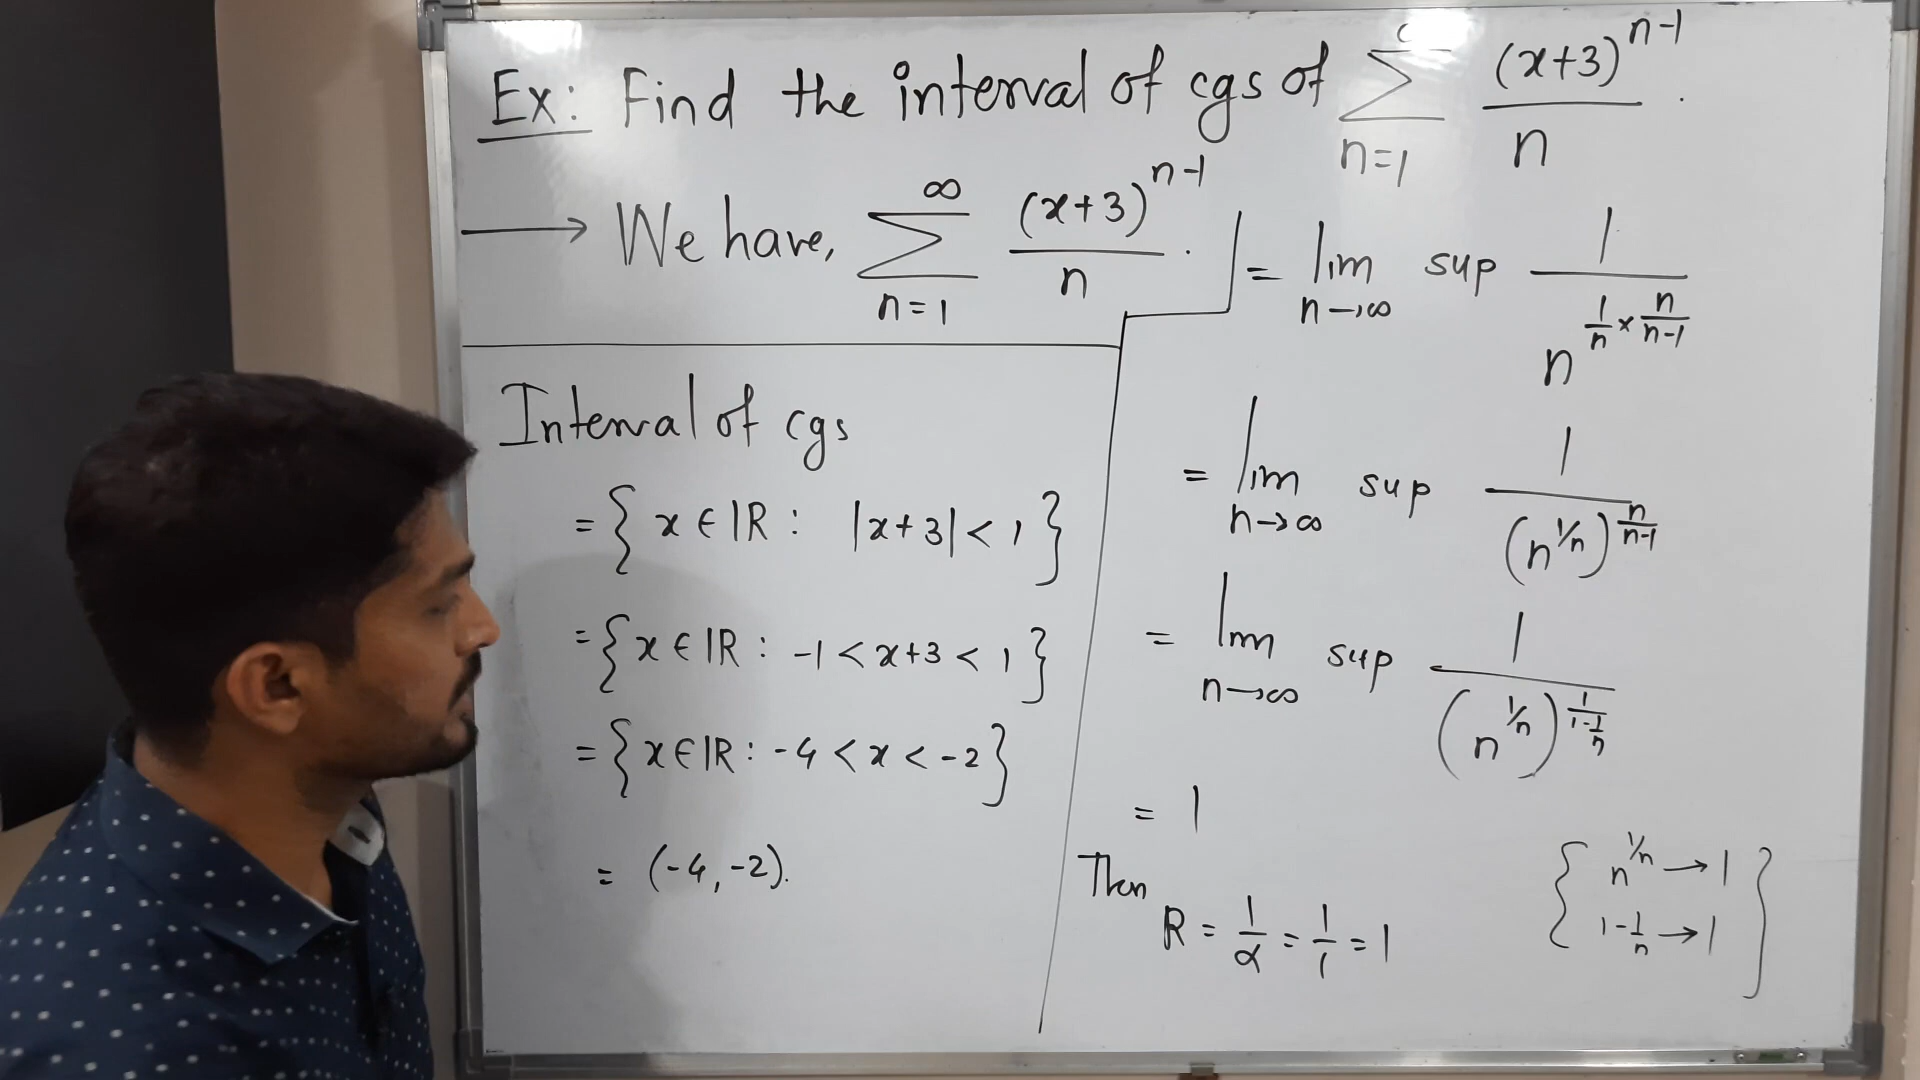 Ex: Find the interval of cgs of ∑ n=1 (x+3)^{n-1} / n .
→ We have, ∑_{n=1}^{∞} (x+3)^{n-1} / n .
Interval of cgs
= { x ∈ IR : |x+3| < 1 }
= { x ∈ IR : -1 < x+3 < 1 }
= { x ∈ IR : -4 < x < -2 }
= (-4, -2).
= lim_{n→∞} sup 1 / n^{1/n × n/n-1}
= lim_{n→∞} sup 1 / (n^{1/n})^{n/n-1}
= lim_{n→∞} sup 1 / (n^{1/n})^{1/1-1/n}
= 1
Then
R = 1/α = 1/1 = 1
{ n^{1/n} → 1
1-1/n → 1 }